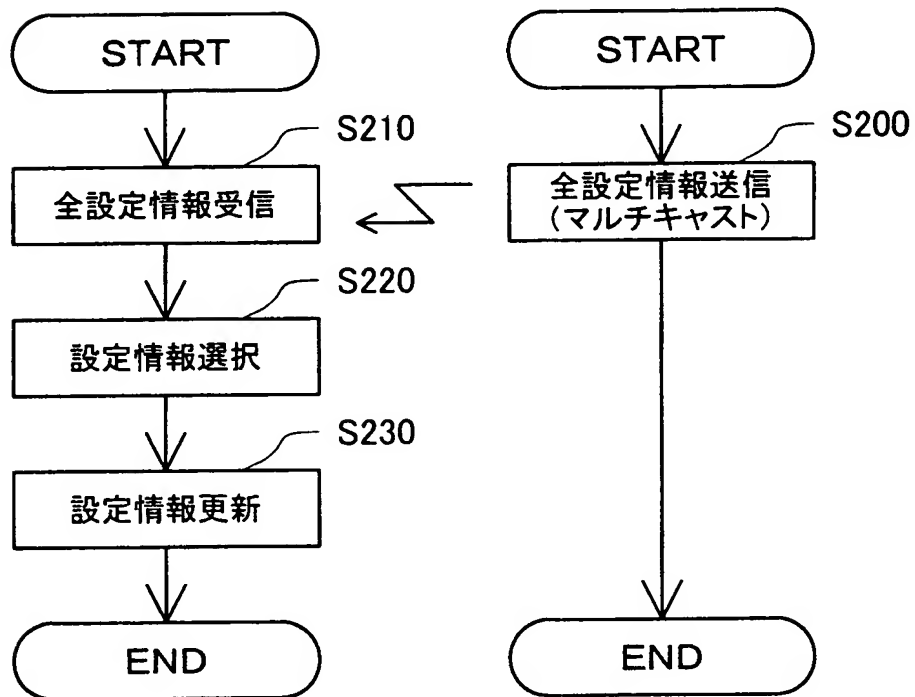 START
S210
全設定情報受信
S220
設定情報選択
S230
設定情報更新
END
START
S200
全設定情報送信
(マルチキャスト)
END